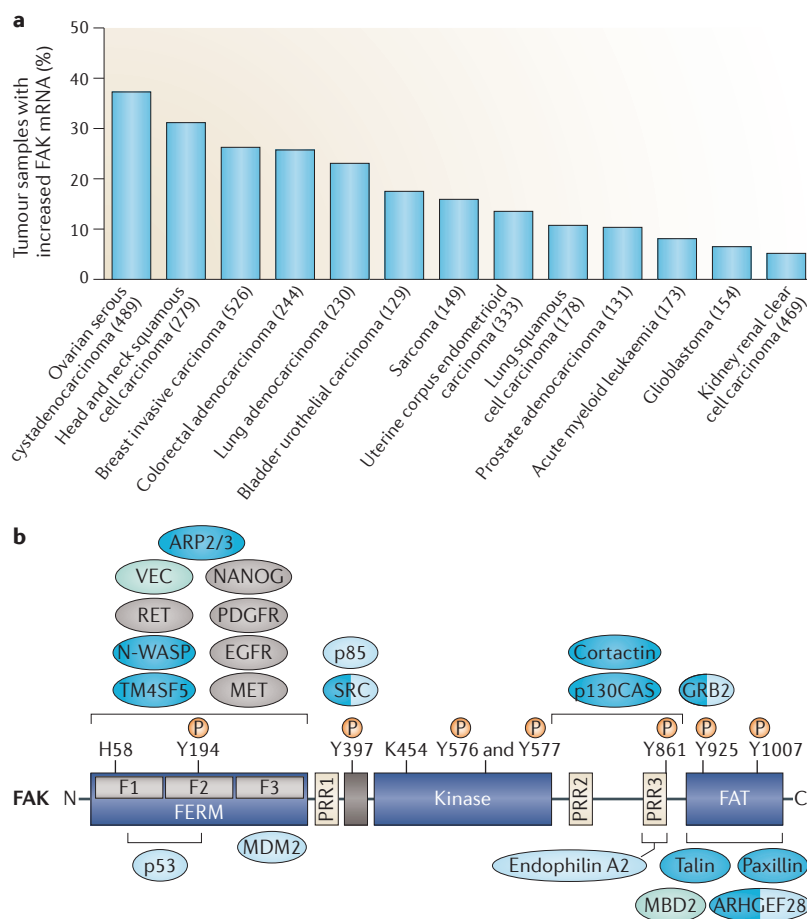 a
Tumour samples with
increased FAK mRNA (%)
50
40
30
20
10
0
Ovarian serous
cystadenocarcinoma (489)
Head and neck squamous
cell carcinoma (279)
Breast invasive carcinoma (526)
Colorectal adenocarcinoma (244)
Lung adenocarcinoma (230)
Bladder urothelial carcinoma (129)
Sarcoma (149)
Uterine corpus endometrioid
carcinoma (333)
Lung squamous
cell carcinoma (178)
Prostate adenocarcinoma (131)
Acute myeloid leukaemia (173)
Glioblastoma (154)
Kidney renal clear
cell carcinoma (469)
b
ARP2/3
VEC NANOG
RET PDGFR
N-WASP EGFR p85 Cortactin
TM4SF5 MET SRC p130CAS GRB2
P P P P P P P
H58 Y194 Y397 K454 Y576 and Y577 Y861 Y925 Y1007
FAK N F1 F2 F3 PRR1 Kinase PRR2 PRR3 FAT C
FERM
p53 MDM2 Endophilin A2 Talin Paxillin
MBD2 ARHGEF28